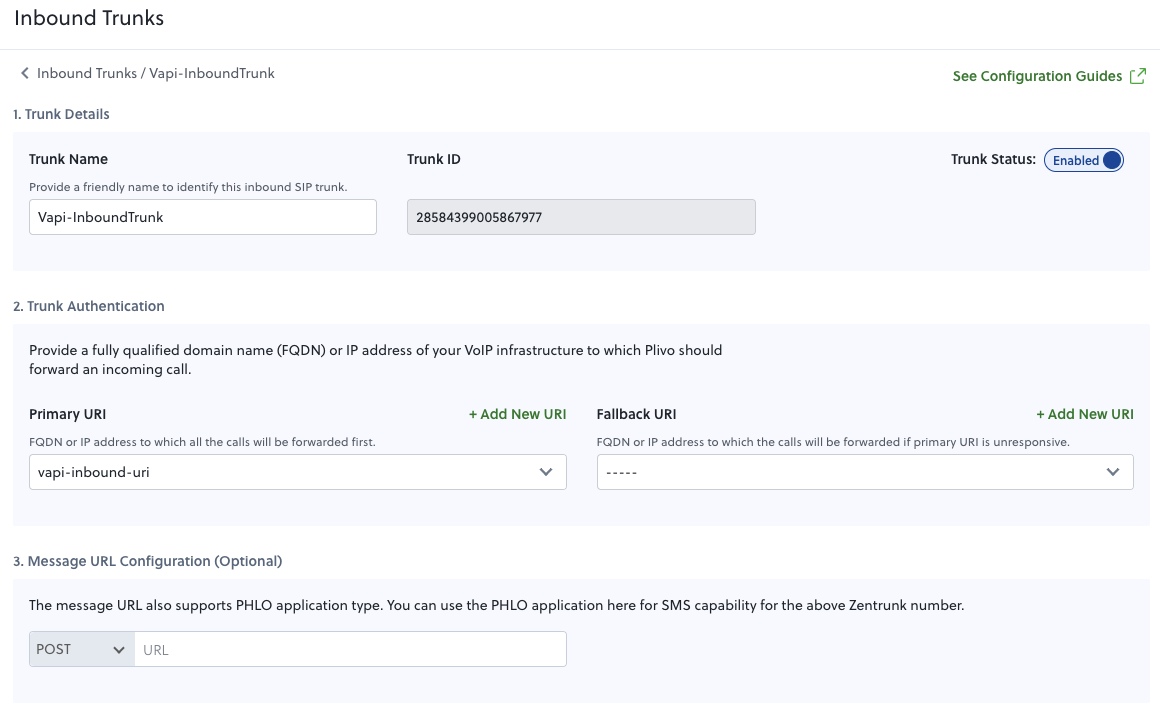 Inbound Trunks
Inbound Trunks / Vapi-InboundTrunk
See Configuration Guides
1. Trunk Details
Trunk Name
Trunk ID
Trunk Status:
Enabled
Provide a friendly name to identify this inbound SIP trunk.
Vapi-InboundTrunk
28584399005867977
2. Trunk Authentication
Provide a fully qualified domain name (FQDN) or IP address of your VoIP infrastructure to which Plivo should
forward an incoming call.
Primary URI
+ Add New URI
FQDN or IP address to which all the calls will be forwarded first.
vapi-inbound-uri
Fallback URI
+ Add New URI
FQDN or IP address to which the calls will be forwarded if primary URI is unresponsive.
-----
3. Message URL Configuration (Optional)
The message URL also supports PHLO application type. You can use the PHLO application here for SMS capability for the above Zentrunk number.
POST
URL